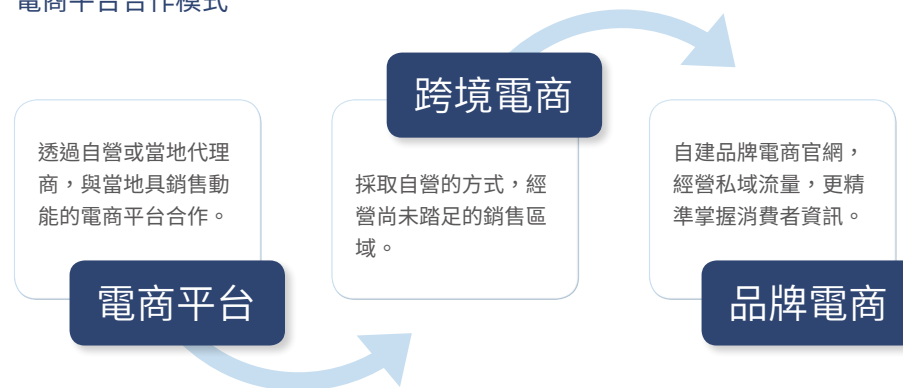 電商平台合作模式
透過自營或當地代理
商，與當地具銷售動
能的電商平台合作。
電商平台
跨境電商
採取自營的方式，經
營尚未踏足的銷售區
域。
自建品牌電商官網，
經營私域流量，更精
準掌握消費者資訊。
品牌電商